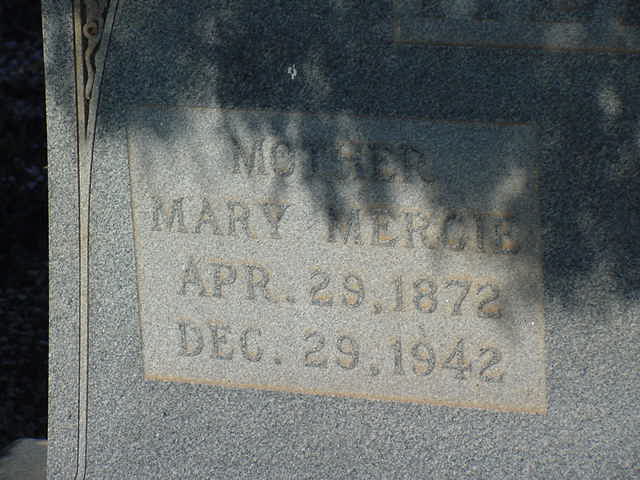 MOTHER
MARY MERCIE
APR. 29, 1872
DEC. 29, 1942